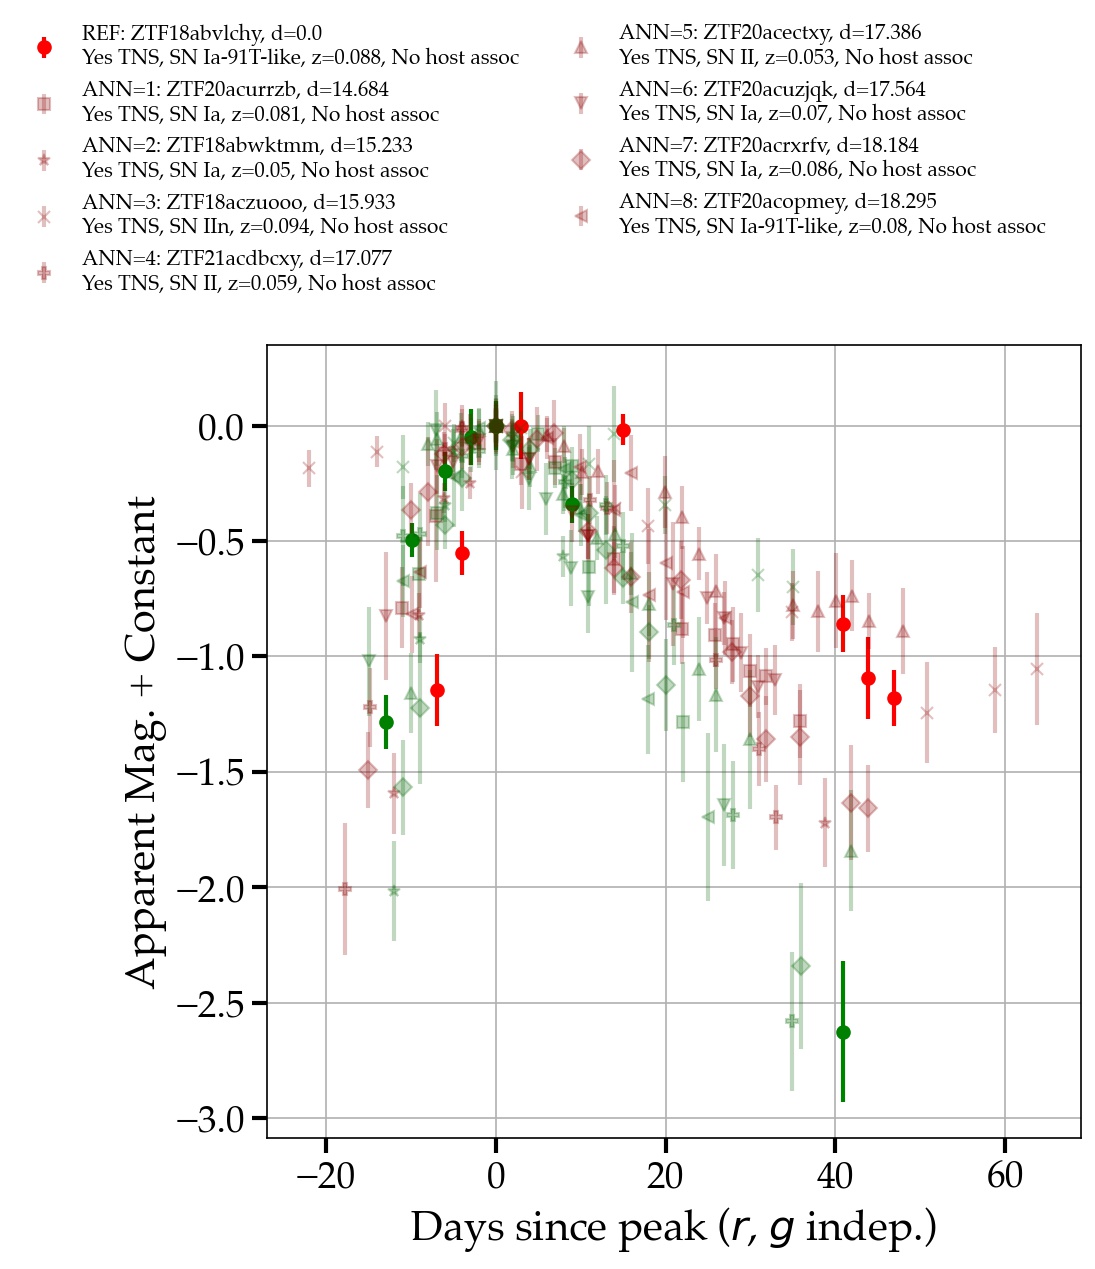 REF: ZTF18abvlchy, d=0.0
Yes TNS, SN Ia-91T-like, z=0.088, No host assoc
ANN=1: ZTF20acurrzb, d=14.684
Yes TNS, SN Ia, z=0.081, No host assoc
ANN=2: ZTF18abwktmm, d=15.233
Yes TNS, SN Ia, z=0.05, No host assoc
ANN=3: ZTF18aczuooo, d=15.933
Yes TNS, SN IIn, z=0.094, No host assoc
ANN=4: ZTF21acdbcxy, d=17.077
Yes TNS, SN II, z=0.059, No host assoc
ANN=5: ZTF20acectxy, d=17.386
Yes TNS, SN II, z=0.053, No host assoc
ANN=6: ZTF20acuzjqk, d=17.564
Yes TNS, SN Ia, z=0.07, No host assoc
ANN=7: ZTF20acrxrfv, d=18.184
Yes TNS, SN Ia, z=0.086, No host assoc
ANN=8: ZTF20acopmey, d=18.295
Yes TNS, SN Ia-91T-like, z=0.08, No host assoc
Apparent Mag. + Constant
0.0
−0.5
−1.0
−1.5
−2.0
−2.5
−3.0
−20
0
20
40
60
Days since peak (r, g indep.)